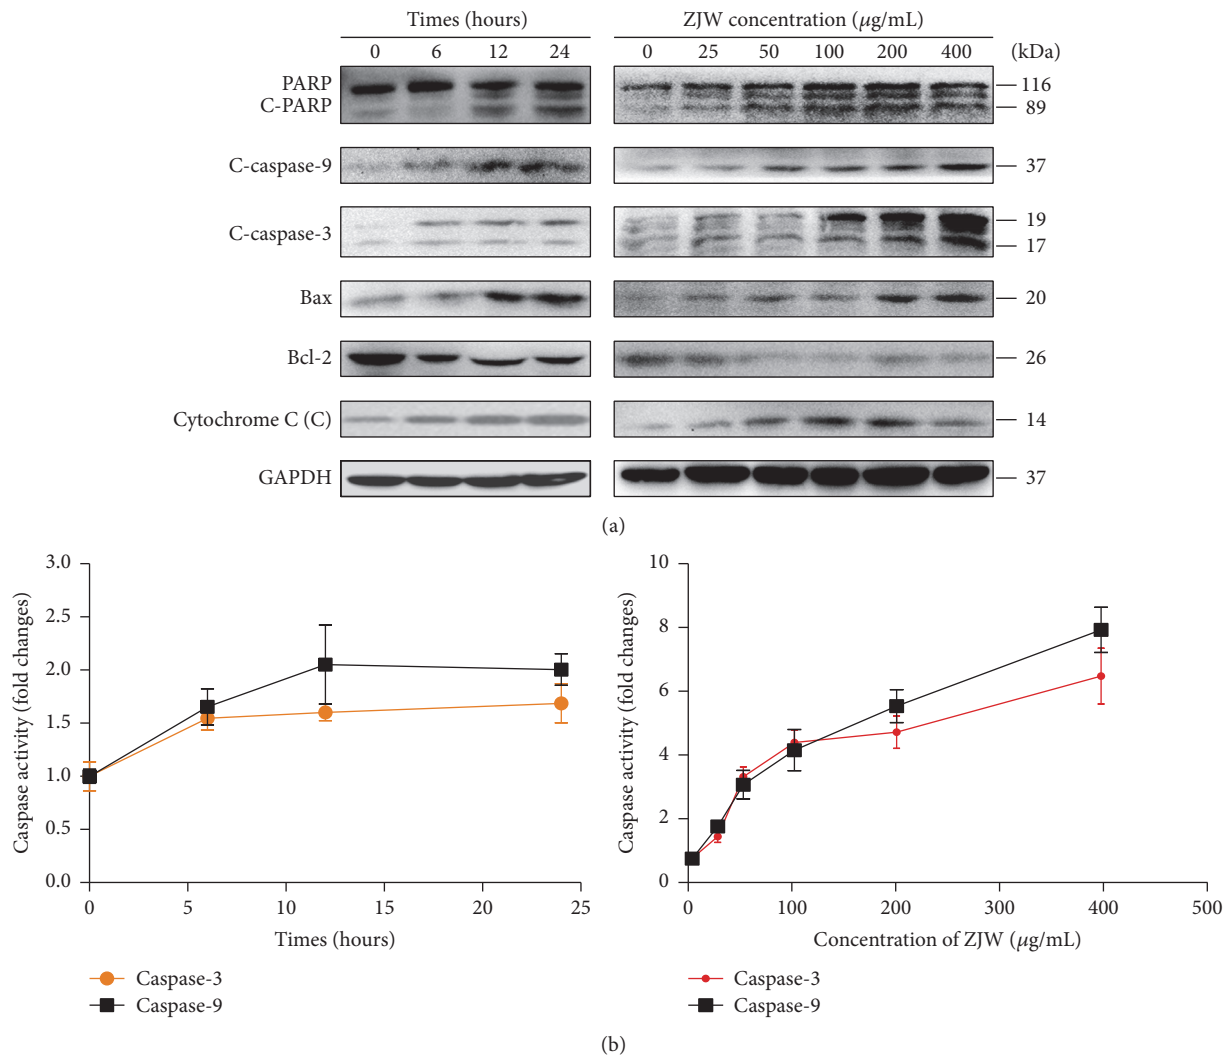 Times (hours) ZJW concentration (μg/mL)
0 6 12 24 0 25 50 100 200 400 (kDa)
PARP 116
C-PARP 89
C-caspase-9 37
C-caspase-3 19
17
Bax 20
Bcl-2 26
Cytochrome C (C) 14
GAPDH 37
(a)
Caspase activity (fold changes)
3.0
2.5
2.0
1.5
1.0
0.5
0.0
0 5 10 15 20 25
Times (hours)
Caspase-3
Caspase-9
Caspase activity (fold changes)
10
8
6
4
2
0
0 100 200 300 400 500
Concentration of ZJW (μg/mL)
Caspase-3
Caspase-9
(b)